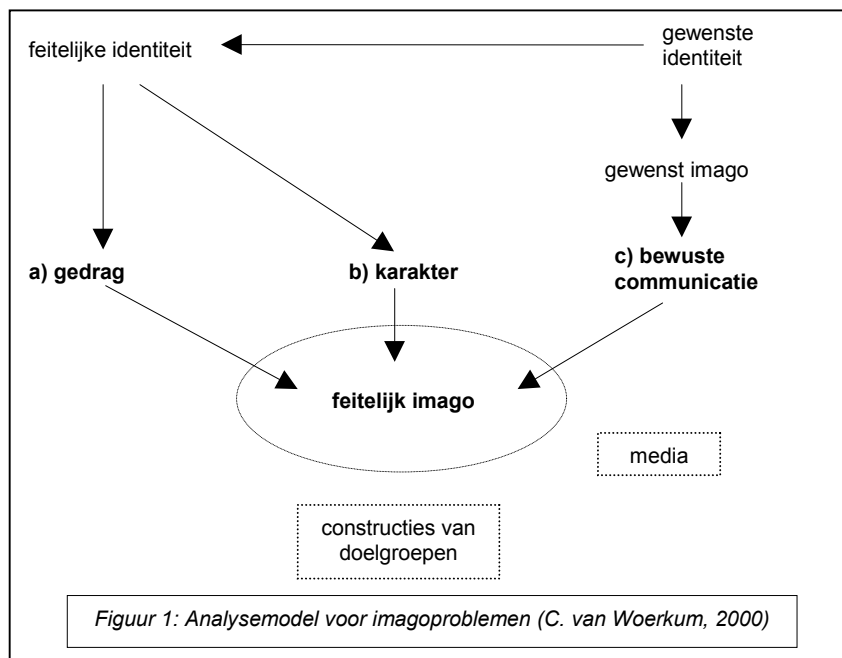 feitelijke identiteit
gewenste
identiteit
gewenst imago
a) gedrag
b) karakter
c) bewuste
communicatie
feitelijk imago
media
constructies van
doelgroepen
Figuur 1: Analysemodel voor imagoproblemen (C. van Woerkum, 2000)